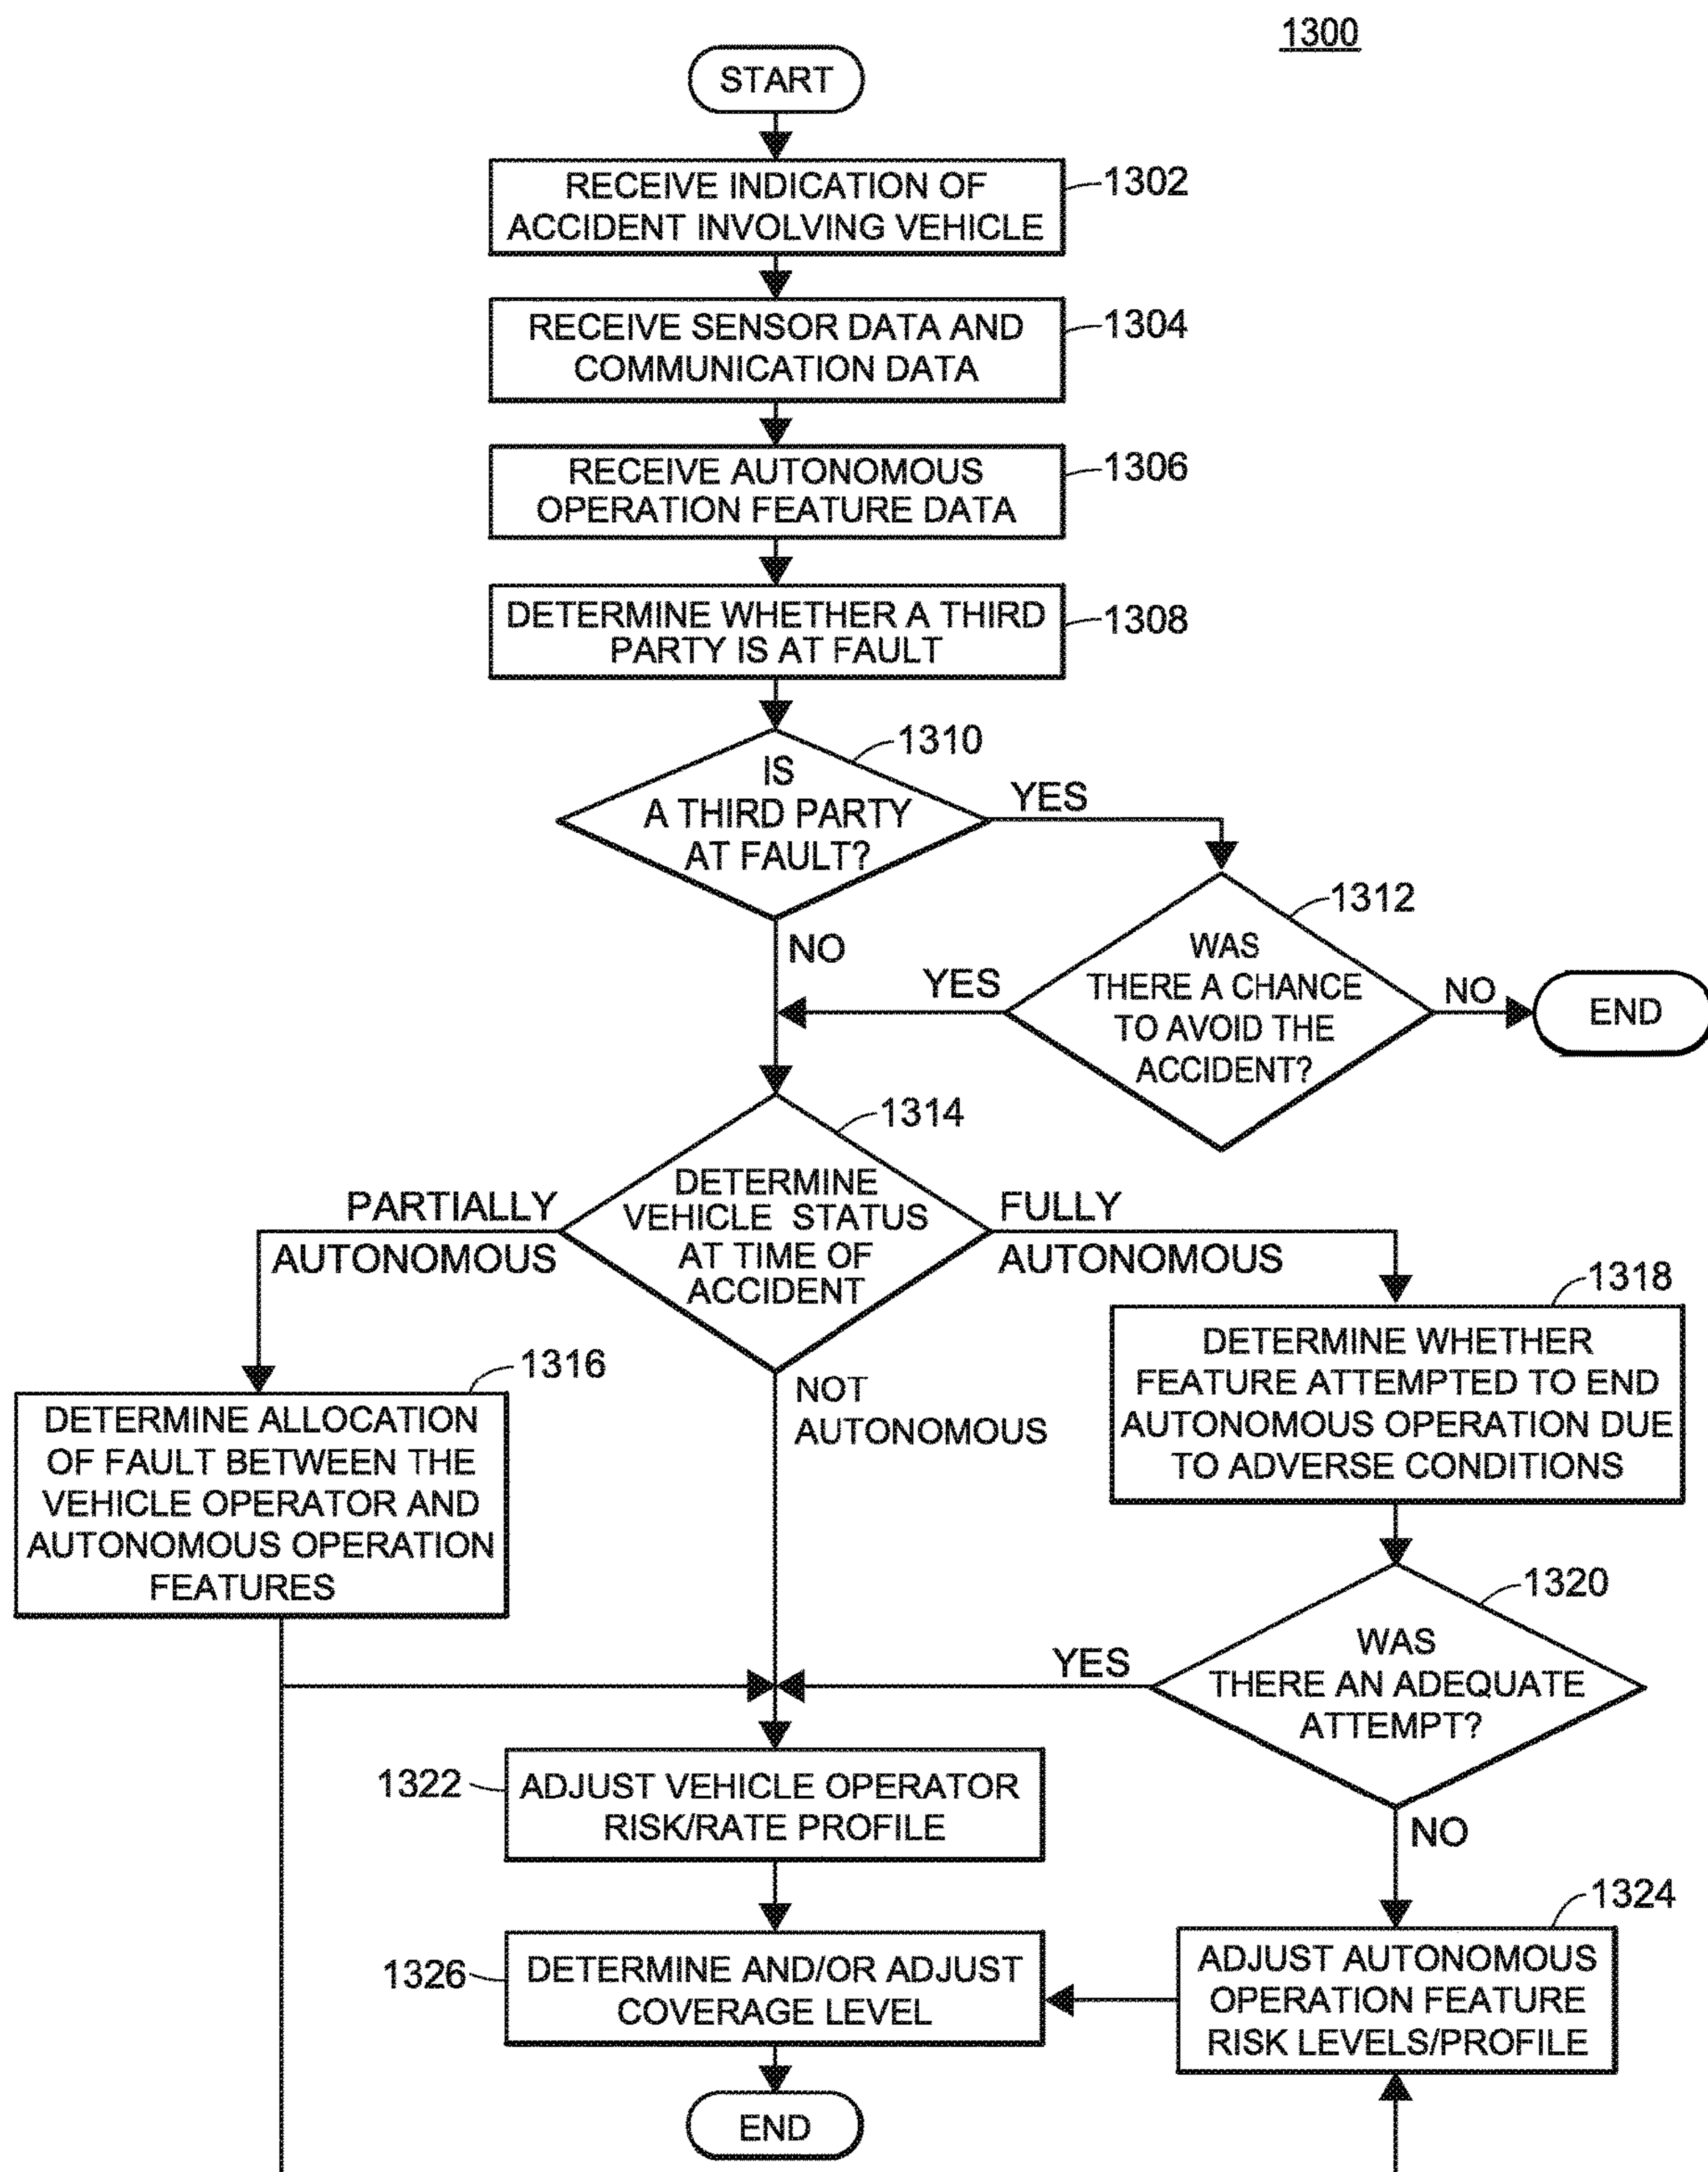 1300
START
RECEIVE INDICATION OF
ACCIDENT INVOLVING VEHICLE
1302
RECEIVE SENSOR DATA AND
COMMUNICATION DATA
1304
RECEIVE AUTONOMOUS
OPERATION FEATURE DATA
1306
DETERMINE WHETHER A THIRD
PARTY IS AT FAULT
1308
1310
IS
A THIRD PARTY
AT FAULT?
YES
NO
1312
WAS
THERE A CHANCE
TO AVOID THE
ACCIDENT?
YES
NO
END
1314
DETERMINE
VEHICLE STATUS
AT TIME OF
ACCIDENT
PARTIALLY
AUTONOMOUS
FULLY
AUTONOMOUS
NOT
AUTONOMOUS
1316
DETERMINE ALLOCATION
OF FAULT BETWEEN THE
VEHICLE OPERATOR AND
AUTONOMOUS OPERATION
FEATURES
1318
DETERMINE WHETHER
FEATURE ATTEMPTED TO END
AUTONOMOUS OPERATION DUE
TO ADVERSE CONDITIONS
1320
WAS
THERE AN ADEQUATE
ATTEMPT?
YES
NO
1322
ADJUST VEHICLE OPERATOR
RISK/RATE PROFILE
1324
ADJUST AUTONOMOUS
OPERATION FEATURE
RISK LEVELS/PROFILE
1326
DETERMINE AND/OR ADJUST
COVERAGE LEVEL
END